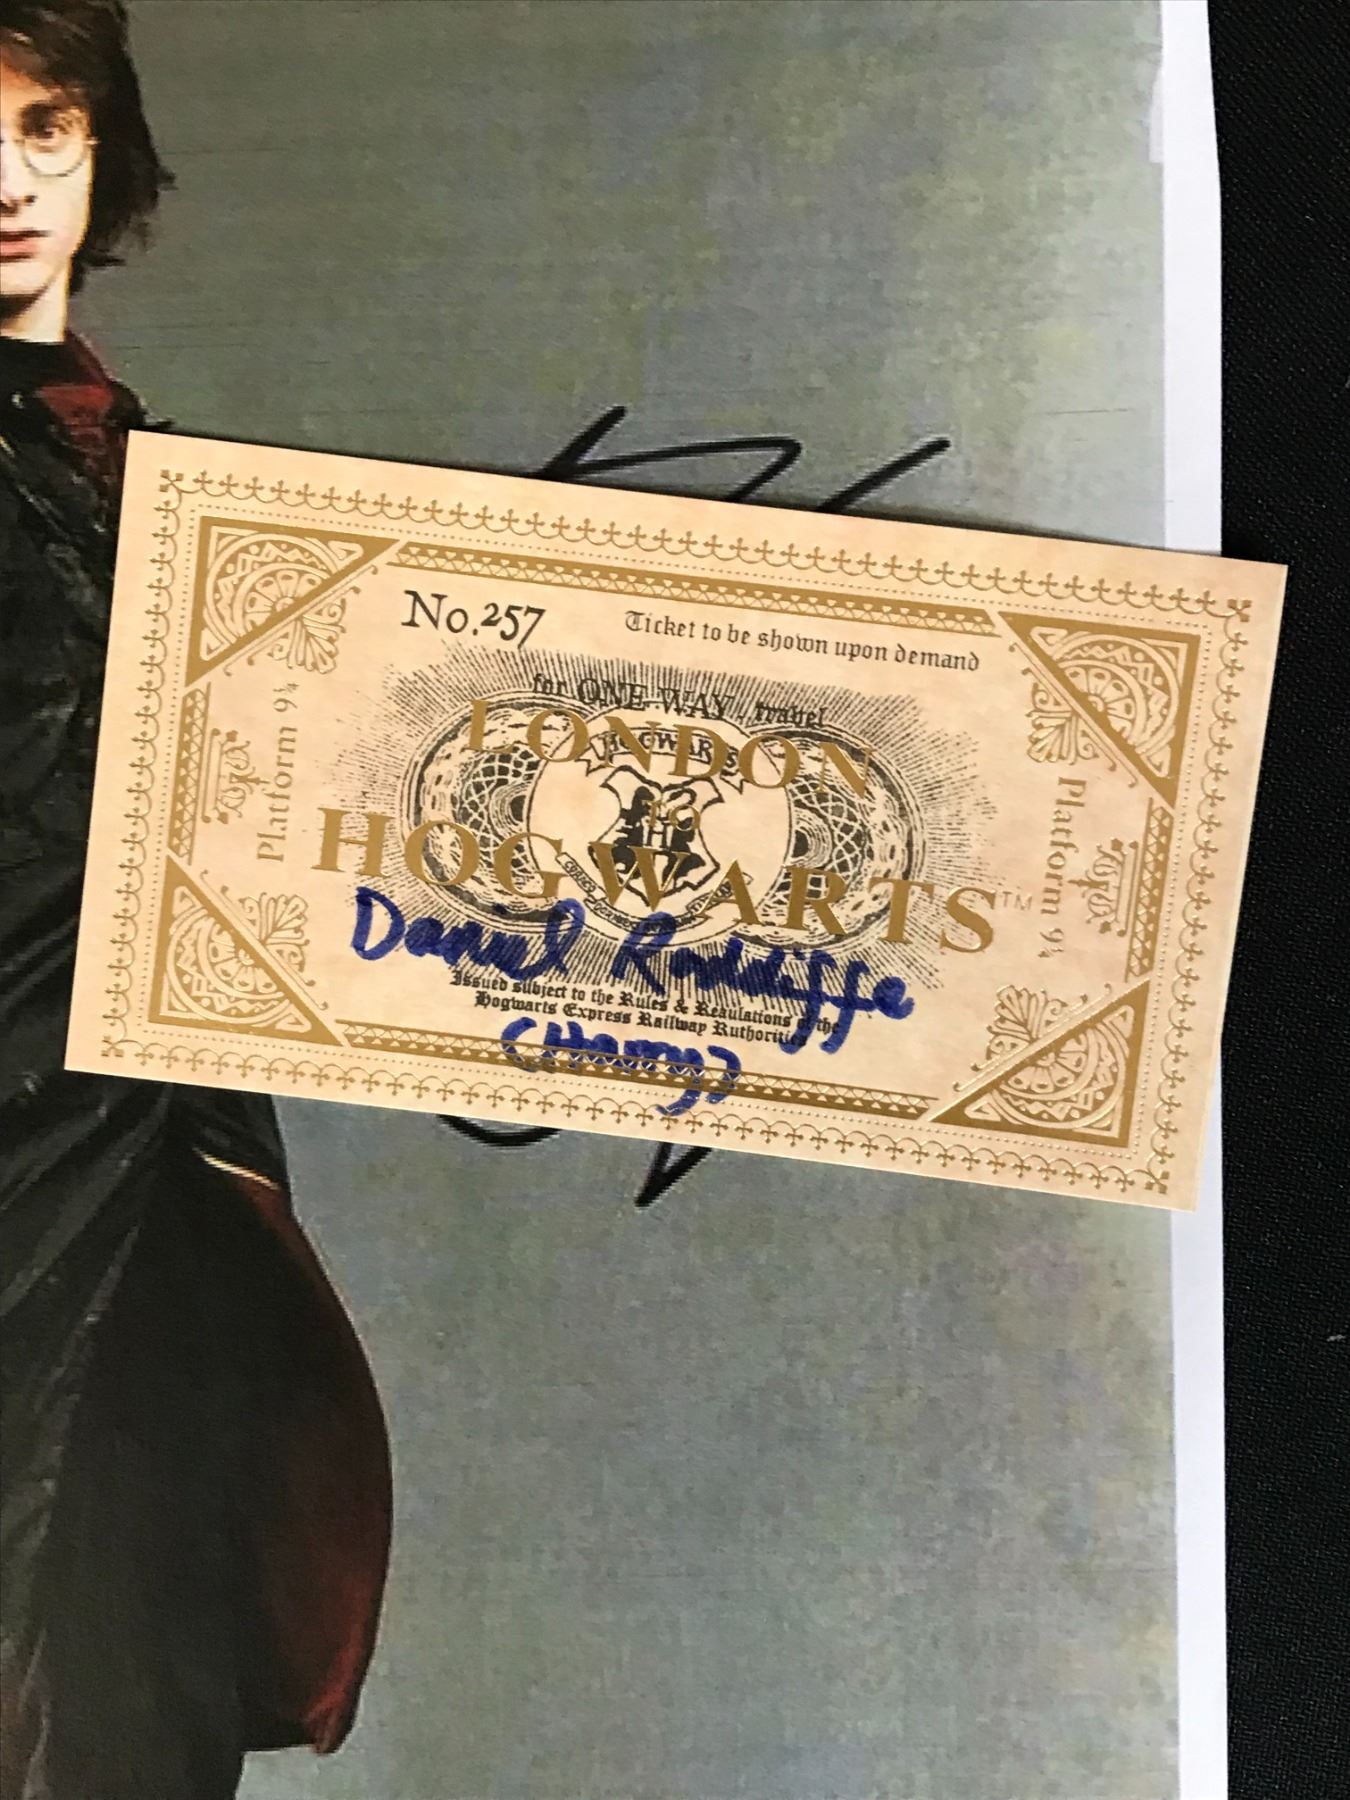 No.257
Ticket to be shown upon demand
for ONE WAY travel
LONDON
TO
HOGWARTS™
HOGWARTS
H
Platform 9¾
Platform 9¾
Daniel Radcliffe
Issued subject to the Rules & Regulations of the
Hogwarts Express Railway Authorities
(Harry)